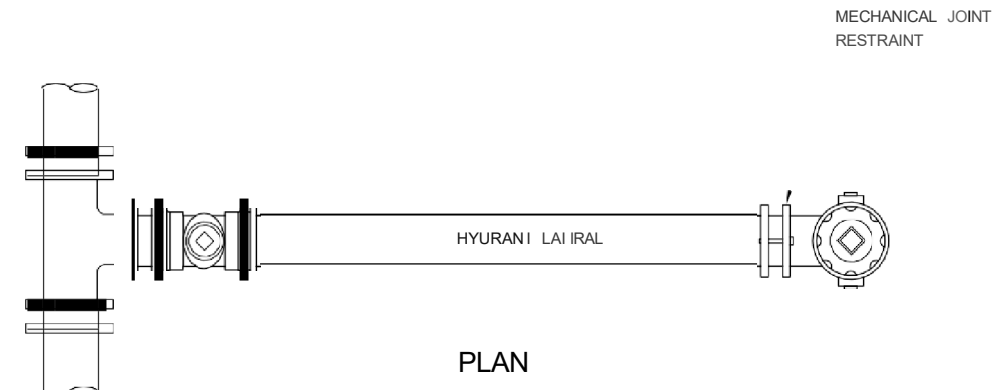 MECHANICAL JOINT
RESTRAINT
HYURANI LAIIRAL
PLAN